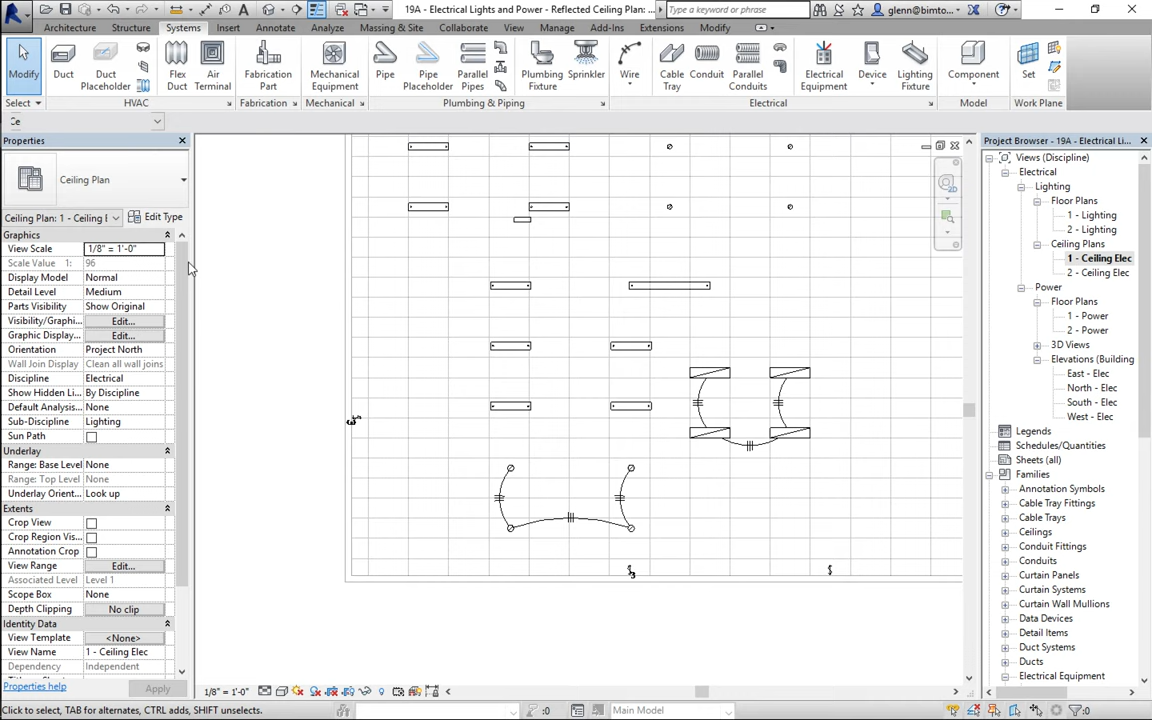 19A - Electrical Lights and Power - Reflected Ceiling Plan: ...
Type a keyword or phrase
glenn@bimto...
Architecture Structure Systems Insert Annotate Analyze Massing & Site Collaborate View Manage Add-Ins Extensions Modify
Modify
Duct
Duct Placeholder
Flex Duct
Air Terminal
Fabrication Part
Mechanical Equipment
Pipe
Pipe Placeholder
Parallel Pipes
Plumbing Fixture
Sprinkler
Wire
Cable Tray
Conduit
Parallel Conduits
Electrical Equipment
Device
Lighting Fixture
Component
Set
Select
HVAC
Fabrication
Mechanical
Plumbing & Piping
Electrical
Model
Work Plane
Properties
Ceiling Plan
Ceiling Plan: 1 - Ceiling E
Edit Type
Graphics
View Scale 1/8" = 1'-0"
Scale Value 1: 96
Display Model Normal
Detail Level Medium
Parts Visibility Show Original
Visibility/Graphi... Edit...
Graphic Display... Edit...
Orientation Project North
Wall Join Display Clean all wall joins
Discipline Electrical
Show Hidden Li... By Discipline
Default Analysis... None
Sub-Discipline Lighting
Sun Path
Underlay
Range: Base Level None
Range: Top Level None
Underlay Orient... Look up
Extents
Crop View
Crop Region Vis...
Annotation Crop
View Range Edit...
Associated Level Level 1
Scope Box None
Depth Clipping No clip
Identity Data
View Template <None>
View Name 1 - Ceiling Elec
Dependency Independent
Properties help
Apply
Project Browser - 19A - Electrical Li...
Views (Discipline)
Electrical
Lighting
Floor Plans
1 - Lighting
2 - Lighting
Ceiling Plans
1 - Ceiling Elec
2 - Ceiling Elec
Power
Floor Plans
1 - Power
2 - Power
3D Views
Elevations (Building
East - Elec
North - Elec
South - Elec
West - Elec
Legends
Schedules/Quantities
Sheets (all)
Families
Annotation Symbols
Cable Tray Fittings
Cable Trays
Ceilings
Conduit Fittings
Conduits
Curtain Panels
Curtain Systems
Curtain Wall Mullions
Data Devices
Detail Items
Duct Systems
Ducts
Electrical Equipment
1/8" = 1'-0"
Click to select, TAB for alternates, CTRL adds, SHIFT unselects.
:0
Main Model
:0